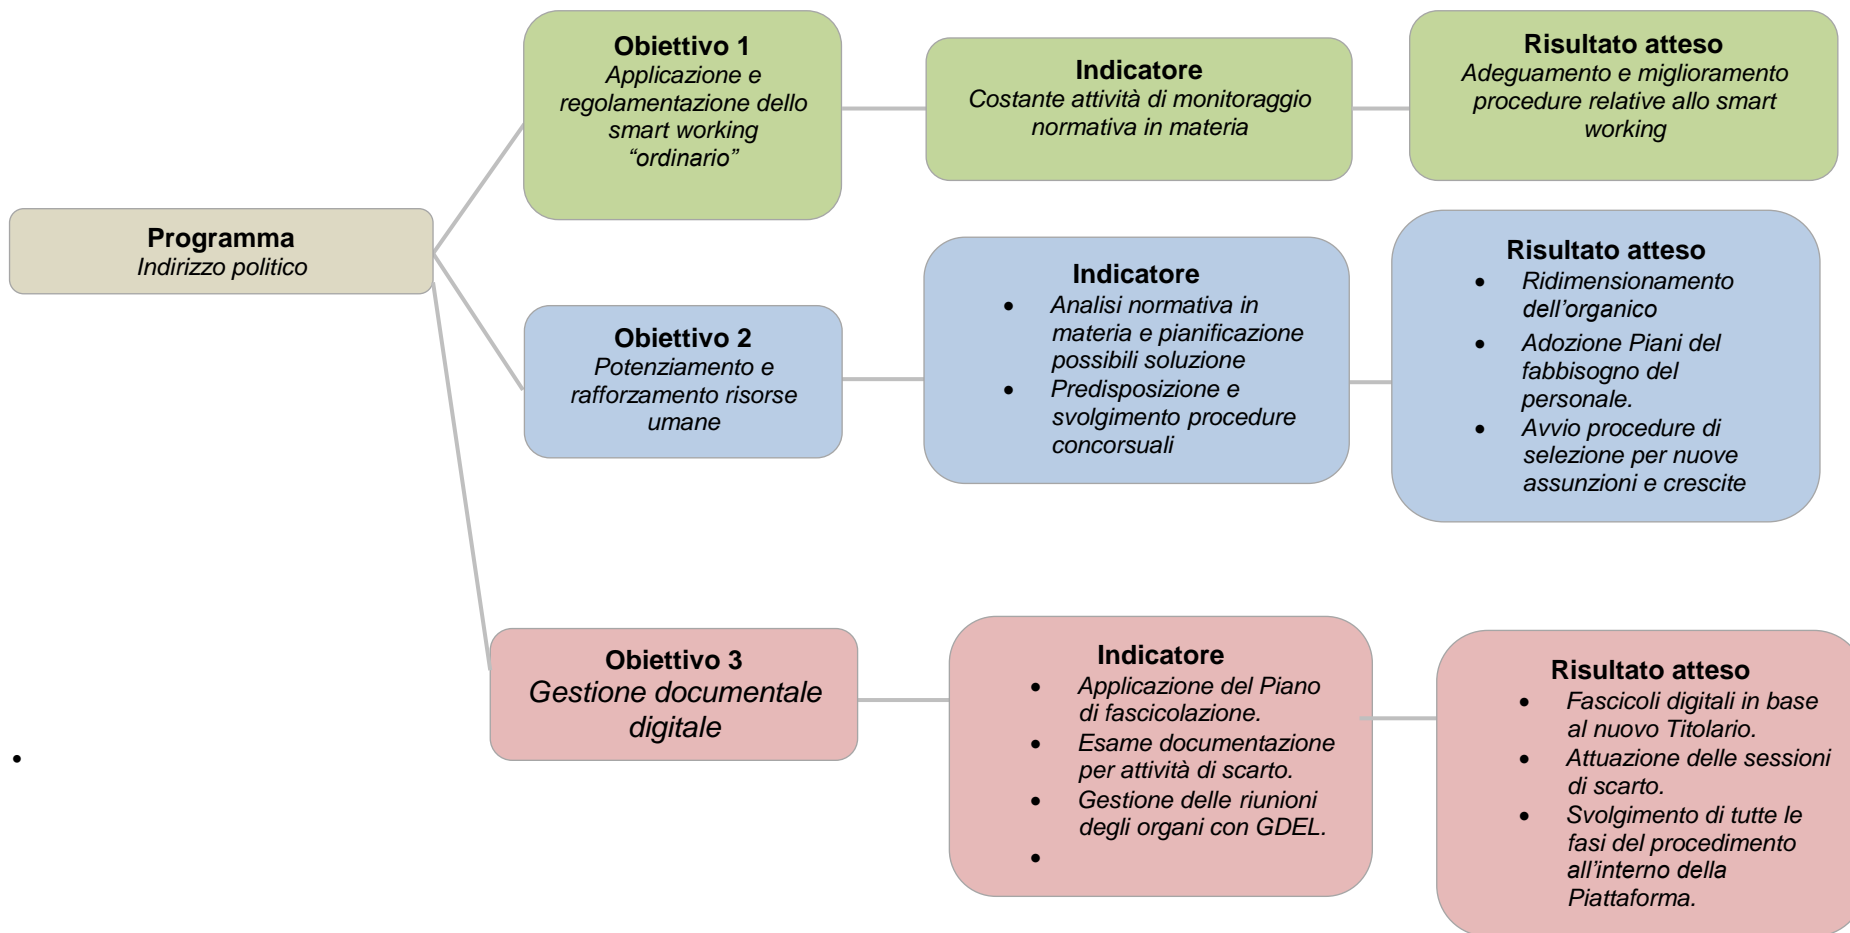 Programma
Indirizzo politico
Obiettivo 1
Applicazione e
regolamentazione dello
smart working
“ordinario”
Indicatore
Costante attività di monitoraggio
normativa in materia
Risultato atteso
Adeguamento e miglioramento
procedure relative allo smart
working
Obiettivo 2
Potenziamento e
rafforzamento risorse
umane
Indicatore
• Analisi normativa in
materia e pianificazione
possibili soluzione
• Predisposizione e
svolgimento procedure
concorsuali
Risultato atteso
• Ridimensionamento
dell’organico
• Adozione Piani del
fabbisogno del
personale.
• Avvio procedure di
selezione per nuove
assunzioni e crescite
Obiettivo 3
Gestione documentale
digitale
Indicatore
• Applicazione del Piano
di fascicolazione.
• Esame documentazione
per attività di scarto.
• Gestione delle riunioni
degli organi con GDEL.
•
Risultato atteso
• Fascicoli digitali in base
al nuovo Titolario.
• Attuazione delle sessioni
di scarto.
• Svolgimento di tutte le
fasi del procedimento
all’interno della
Piattaforma.
•